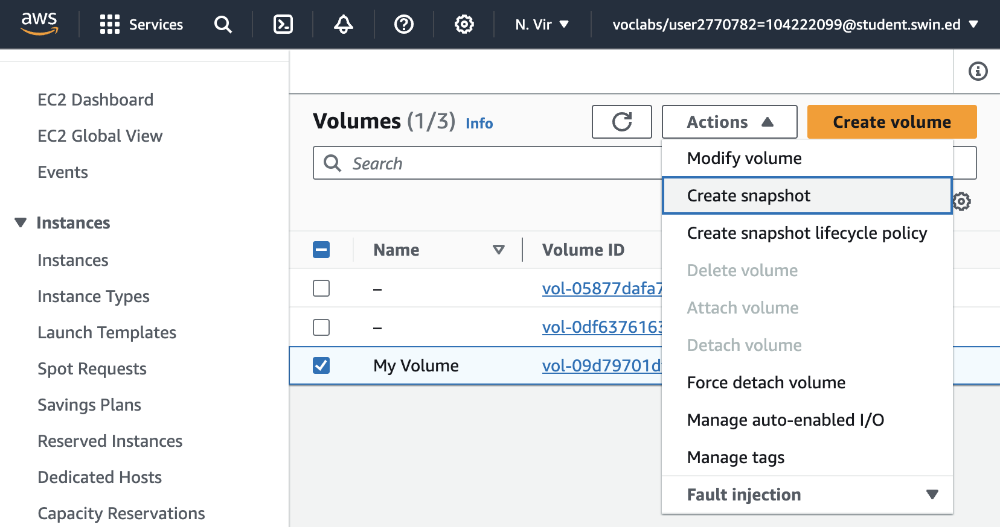 aws
Services
N. Vir
voclabs/user2770782=104222099@student.swin.ed
EC2 Dashboard
EC2 Global View
Events
Instances
Instances
Instance Types
Launch Templates
Spot Requests
Savings Plans
Reserved Instances
Dedicated Hosts
Capacity Reservations
Volumes (1/3) Info
Actions
Create volume
Search
Name
Volume ID
–
vol-05877dafa7
–
vol-0df6376163
My Volume
vol-09d79701d
Modify volume
Create snapshot
Create snapshot lifecycle policy
Delete volume
Attach volume
Detach volume
Force detach volume
Manage auto-enabled I/O
Manage tags
Fault injection